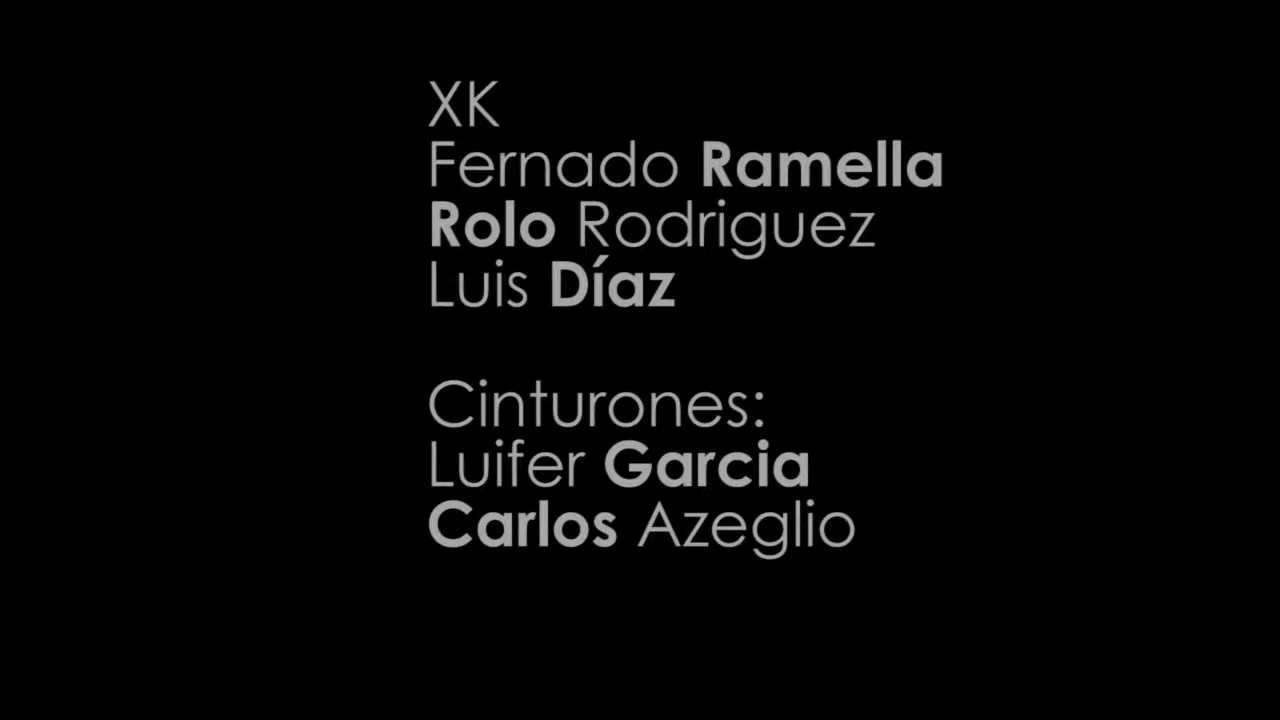 XK
Fernado Ramella
Rolo Rodriguez
Luis Díaz
Cinturones:
Luifer Garcia
Carlos Azeglio